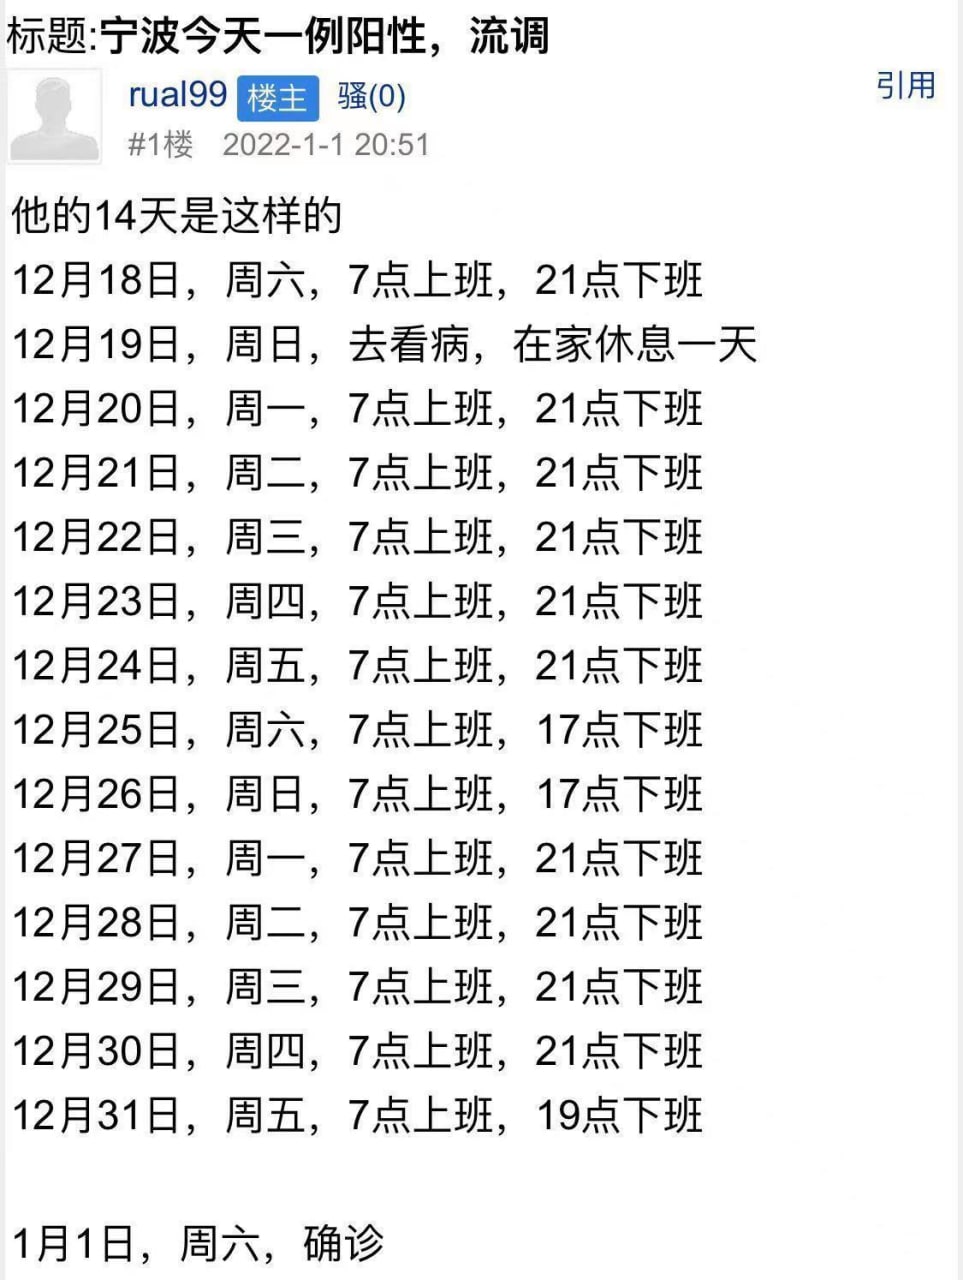 标题:宁波今天一例阳性，流调
rual99 楼主 骚(0) 引用
#1楼 2022-1-1 20:51
他的14天是这样的
12月18日，周六，7点上班，21点下班
12月19日，周日，去看病，在家休息一天
12月20日，周一，7点上班，21点下班
12月21日，周二，7点上班，21点下班
12月22日，周三，7点上班，21点下班
12月23日，周四，7点上班，21点下班
12月24日，周五，7点上班，21点下班
12月25日，周六，7点上班，17点下班
12月26日，周日，7点上班，17点下班
12月27日，周一，7点上班，21点下班
12月28日，周二，7点上班，21点下班
12月29日，周三，7点上班，21点下班
12月30日，周四，7点上班，21点下班
12月31日，周五，7点上班，19点下班
1月1日，周六，确诊